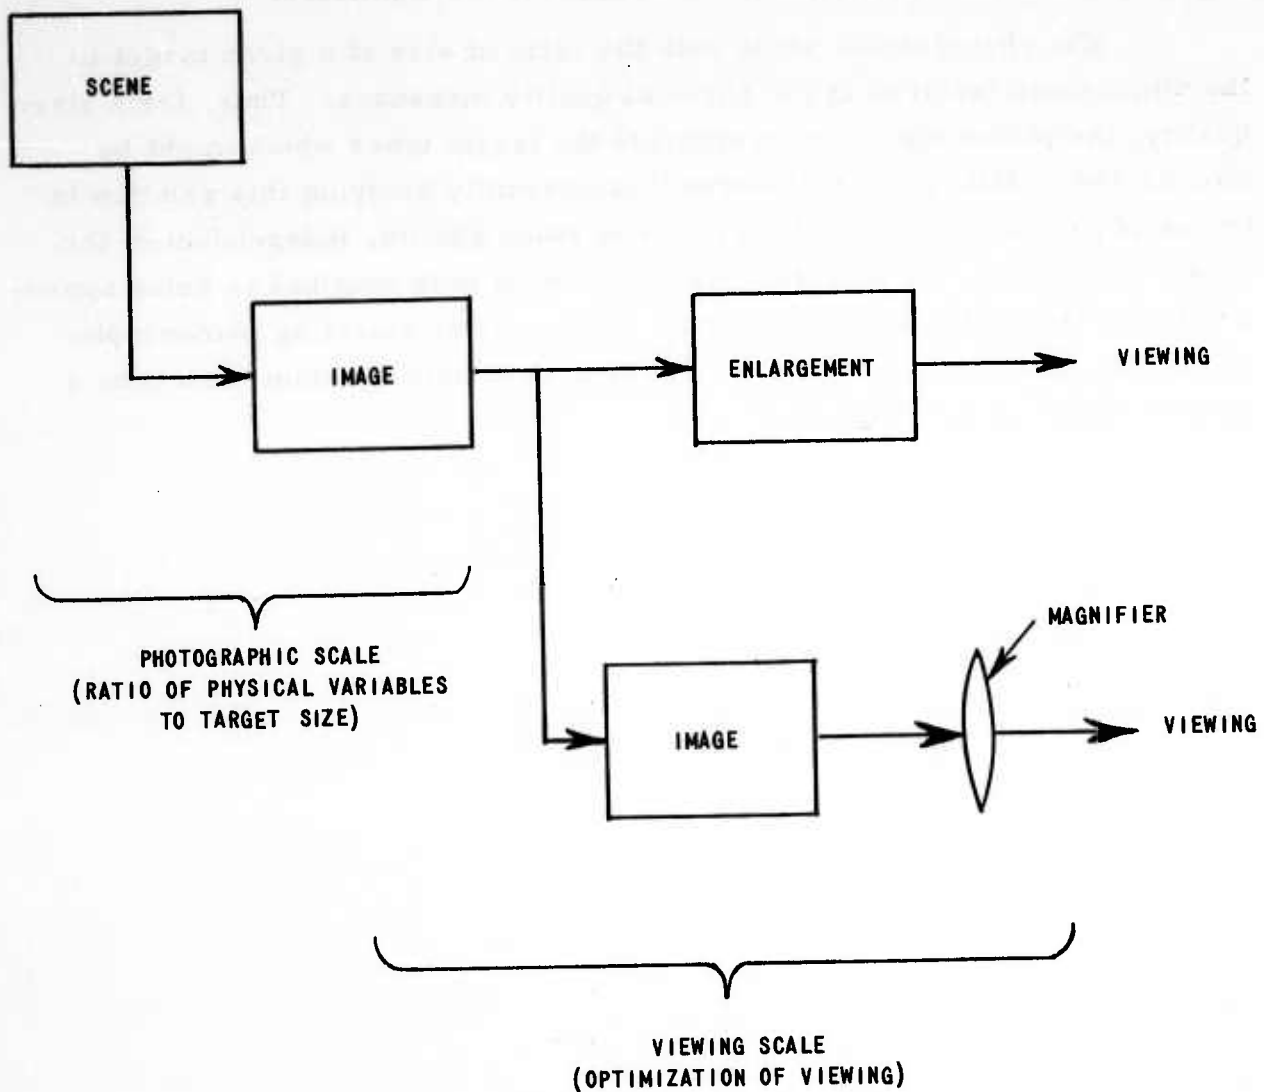 SCENE
IMAGE
ENLARGEMENT
VIEWING
PHOTOGRAPHIC SCALE
(RATIO OF PHYSICAL VARIABLES
TO TARGET SIZE)
MAGNIFIER
IMAGE
VIEWING
VIEWING SCALE
(OPTIMIZATION OF VIEWING)